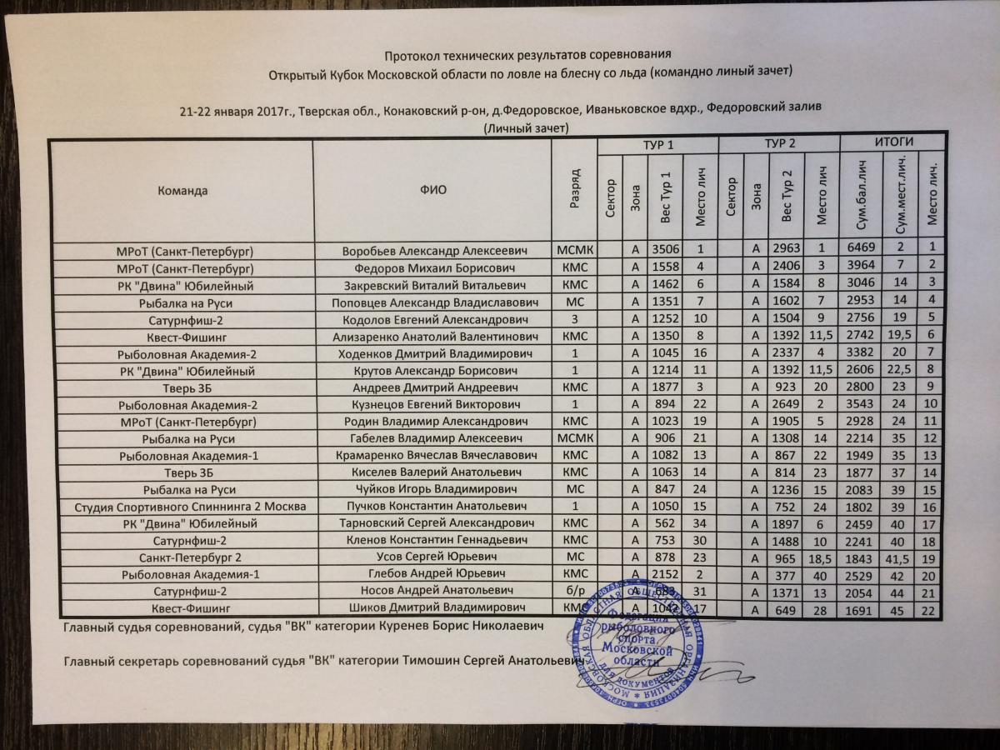 Протокол технических результатов соревнования
Открытый Кубок Московской области по ловле на блесну со льда (командно линый зачет)
21-22 января 2017г., Тверская обл., Конаковский р-он, д.Федоровское, Иваньковское вдхр., Федоровский залив
(Личный зачет)
Команда ФИО Разряд ТУР 1 ТУР 2 ИТОГИ
Сектор Зона Вес Тур 1 Место лич Сектор Зона Вес Тур 2 Место лич Сум.бал.лич Сум.мест.лич. Место лич.
МРоТ (Санкт-Петербург) Воробьев Александр Алексеевич МСМК А 3506 1 А 2963 1 6469 2 1
МРоТ (Санкт-Петербург) Федоров Михаил Борисович КМС А 1558 4 А 2406 3 3964 7 2
РК "Двина" Юбилейный Закревский Виталий Витальевич КМС А 1462 6 А 1584 8 3046 14 3
Рыбалка на Руси Поповцев Александр Владиславович МС А 1351 7 А 1602 7 2953 14 4
Сатурнфиш-2 Кодолов Евгений Александрович 3 А 1252 10 А 1504 9 2756 19 5
Квест-Фишинг Ализаренко Анатолий Валентинович КМС А 1350 8 А 1392 11,5 2742 19,5 6
Рыболовная Академия-2 Ходенков Дмитрий Владимирович 1 А 1045 16 А 2337 4 3382 20 7
РК "Двина" Юбилейный Крутов Александр Борисович 1 А 1214 11 А 1392 11,5 2606 22,5 8
Тверь ЗБ Андреев Дмитрий Андреевич КМС А 1877 3 А 923 20 2800 23 9
Рыболовная Академия-2 Кузнецов Евгений Викторович 1 А 894 22 А 2649 2 3543 24 10
МРоТ (Санкт-Петербург) Родин Владимир Александрович КМС А 1023 19 А 1905 5 2928 24 11
Рыбалка на Руси Габелев Владимир Алексеевич МСМК А 906 21 А 1308 14 2214 35 12
Рыболовная Академия-1 Крамаренко Вячеслав Вячеславович КМС А 1082 13 А 867 22 1949 35 13
Тверь ЗБ Киселев Валерий Анатольевич КМС А 1063 14 А 814 23 1877 37 14
Рыбалка на Руси Чуйков Игорь Владимирович МС А 847 24 А 1236 15 2083 39 15
Студия Спортивного Спиннинга 2 Москва Пучков Константин Анатольевич 1 А 1050 15 А 752 24 1802 39 16
РК "Двина" Юбилейный Тарновский Сергей Александрович КМС А 562 34 А 1897 6 2459 40 17
Сатурнфиш-2 Кленов Константин Геннадьевич КМС А 753 30 А 1488 10 2241 40 18
Санкт-Петербург 2 Усов Сергей Юрьевич МС А 878 23 А 965 18,5 1843 41,5 19
Рыболовная Академия-1 Глебов Андрей Юрьевич КМС А 2152 2 А 377 40 2529 42 20
Сатурнфиш-2 Носов Андрей Анатольевич б/р А 683 31 А 1371 13 2054 44 21
Квест-Фишинг Шиков Дмитрий Владимирович КМС А 1042 17 А 649 28 1691 45 22
Главный судья соревнований, судья "ВК" категории Куренев Борис Николаевич
Главный секретарь соревнований судья "ВК" категории Тимошин Сергей Анатольевич
МОСКОВСКАЯ ОБЛАСТНАЯ ОБЩЕСТВЕННАЯ ОРГАНИЗАЦИЯ
Федерация
рыболовного
спорта
Московской
области
для документов